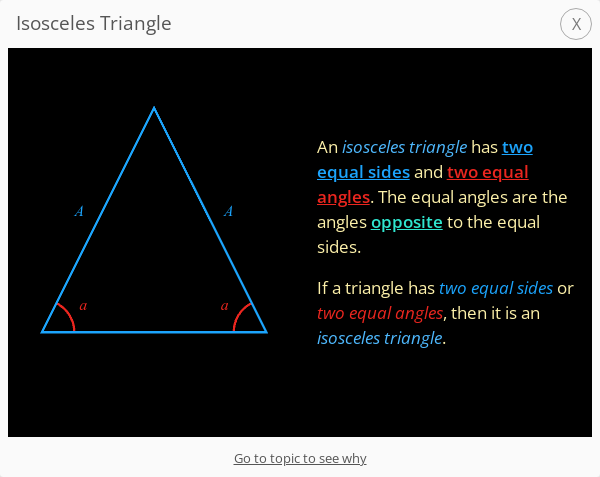 Isosceles Triangle
X
A
A
a
a
An isosceles triangle has two
equal sides and two equal
angles. The equal angles are the
angles opposite to the equal
sides.
If a triangle has two equal sides or
two equal angles, then it is an
isosceles triangle.
Go to topic to see why